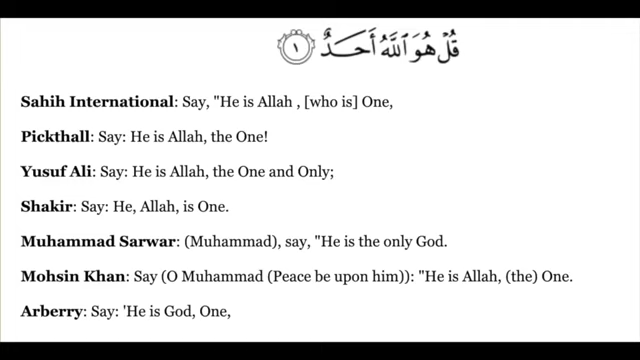 قُلْ هُوَ ٱللَّهُ أَحَدٌ ١
Sahih International: Say, "He is Allah , [who is] One,
Pickthall: Say: He is Allah, the One!
Yusuf Ali: Say: He is Allah, the One and Only;
Shakir: Say: He, Allah, is One.
Muhammad Sarwar: (Muhammad), say, "He is the only God.
Mohsin Khan: Say (O Muhammad (Peace be upon him)): "He is Allah, (the) One.
Arberry: Say: 'He is God, One,